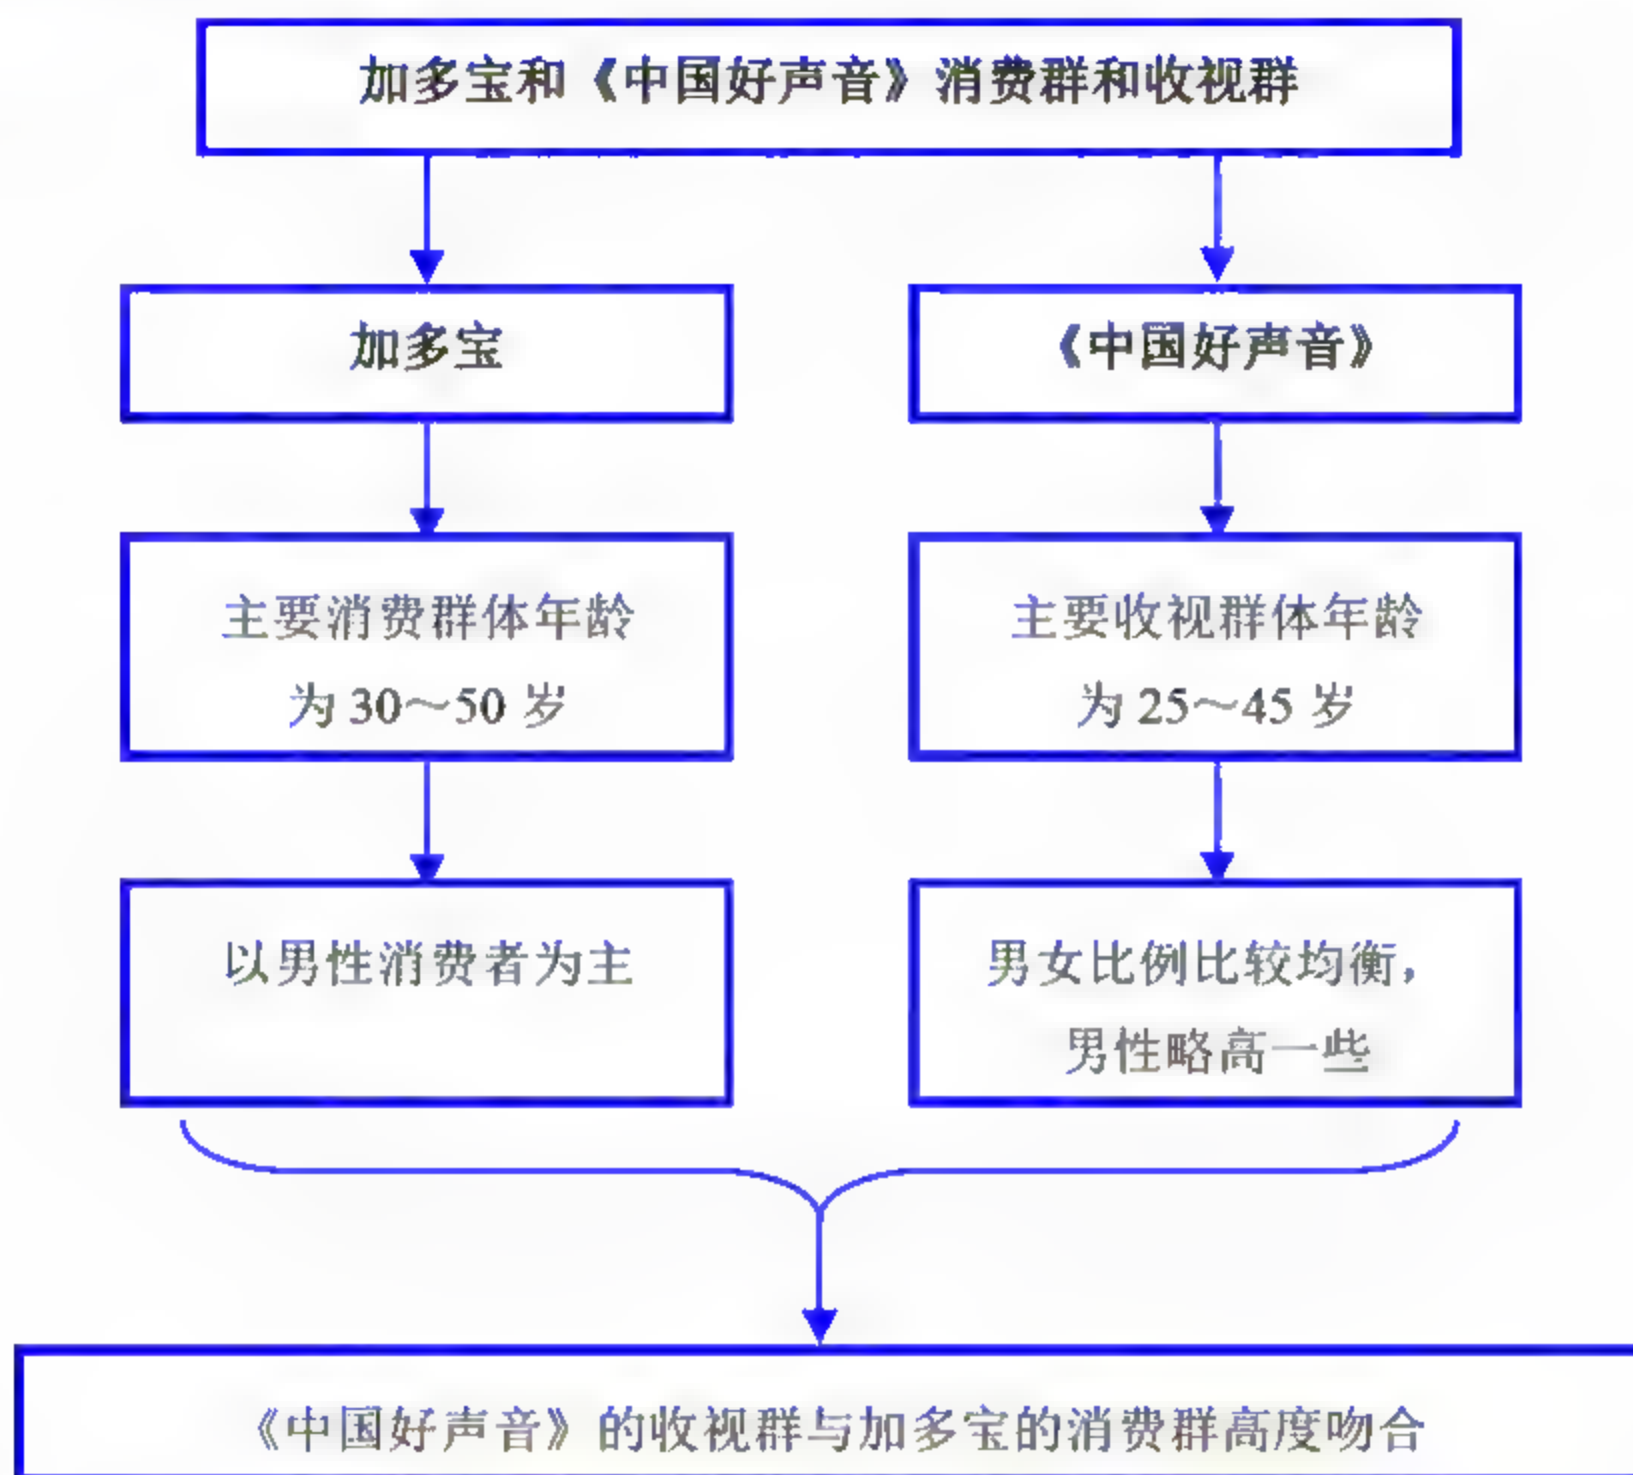 加多宝和《中国好声音》消费群和收视群
加多宝
《中国好声音》
主要消费群体年龄
为 30～50 岁
主要收视群体年龄
为 25～45 岁
以男性消费者为主
男女比例比较均衡，
男性略高一些
《中国好声音》的收视群与加多宝的消费群高度吻合